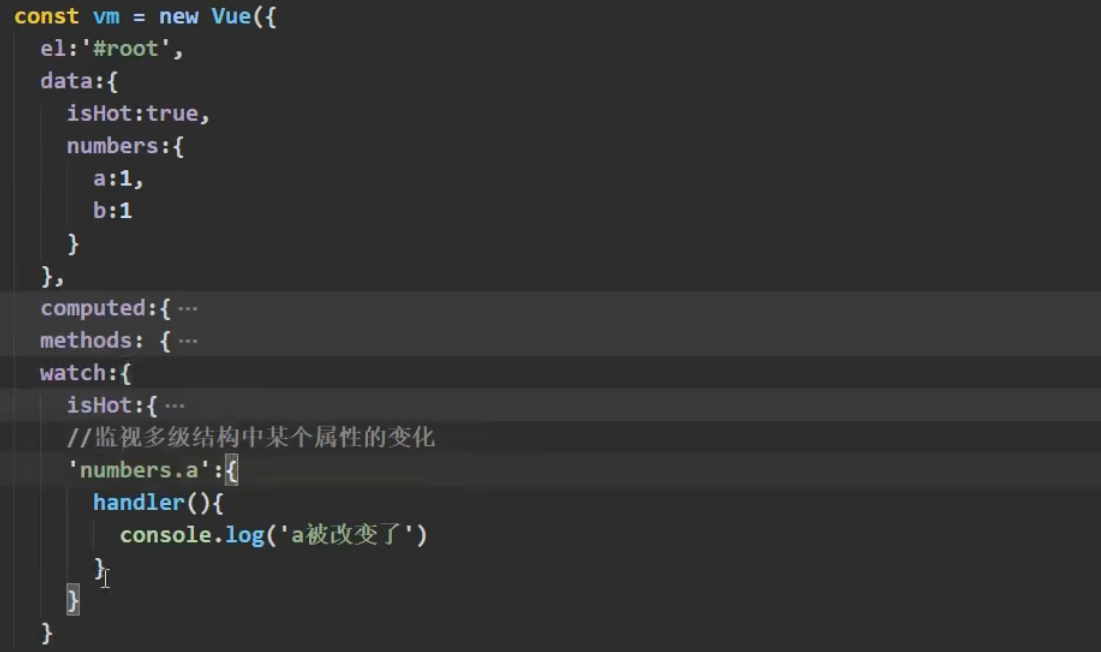 const vm = new Vue({
el:'#root',
data:{
isHot:true,
numbers:{
a:1,
b:1
}
},
computed:{ ···
methods: { ···
watch:{
isHot:{ ···
//监视多级结构中某个属性的变化
'numbers.a':{
handler(){
console.log('a被改变了')
}
}
}